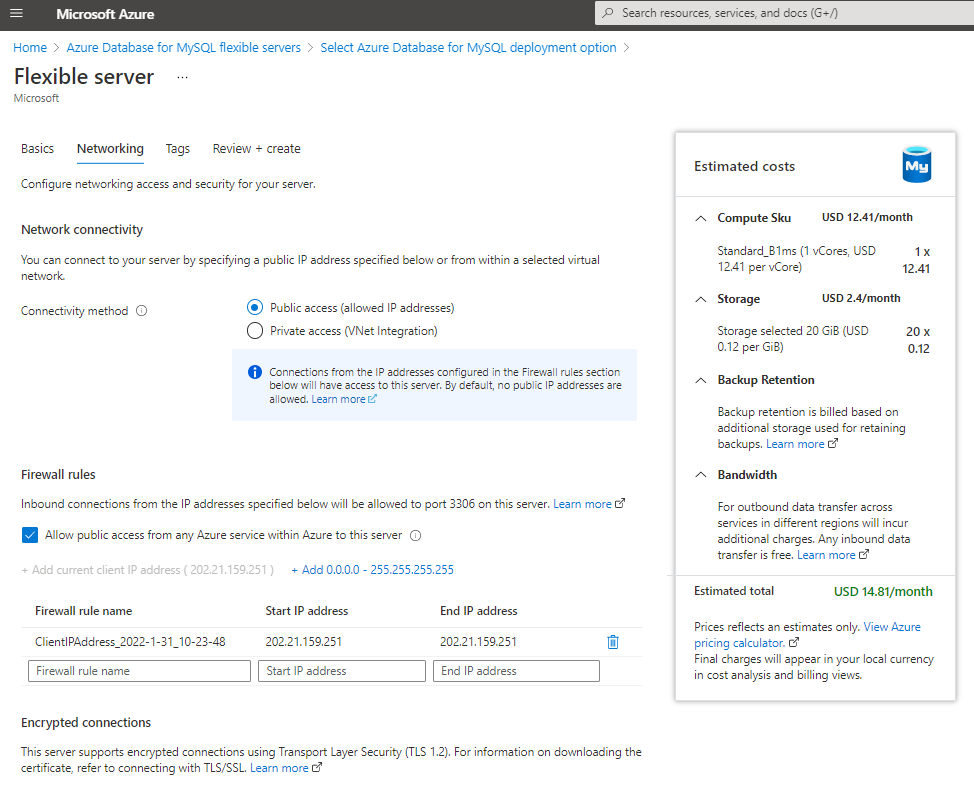 Microsoft Azure
Search resources, services, and docs (G+/)
Home > Azure Database for MySQL flexible servers > Select Azure Database for MySQL deployment option >
Flexible server ...
Microsoft
Basics Networking Tags Review + create
Configure networking access and security for your server.
Network connectivity
You can connect to your server by specifying a public IP address specified below or from within a selected virtual
network.
Connectivity method
Public access (allowed IP addresses)
Private access (VNet Integration)
Connections from the IP addresses configured in the Firewall rules section
below will have access to this server. By default, no public IP addresses are
allowed. Learn more
Firewall rules
Inbound connections from the IP addresses specified below will be allowed to port 3306 on this server. Learn more
Allow public access from any Azure service within Azure to this server
+ Add current client IP address ( 202.21.159.251 ) + Add 0.0.0.0 - 255.255.255.255
Firewall rule name Start IP address End IP address
ClientIPAddress_2022-1-31_10-23-48 202.21.159.251 202.21.159.251
Firewall rule name Start IP address End IP address
Encrypted connections
This server supports encrypted connections using Transport Layer Security (TLS 1.2). For information on downloading the
certificate, refer to connecting with TLS/SSL. Learn more
Estimated costs
My
Compute Sku USD 12.41/month
Standard_B1ms (1 vCores, USD 1 x
12.41 per vCore) 12.41
Storage USD 2.4/month
Storage selected 20 GiB (USD 20 x
0.12 per GiB) 0.12
Backup Retention
Backup retention is billed based on
additional storage used for retaining
backups. Learn more
Bandwidth
For outbound data transfer across
services in different regions will incur
additional charges. Any inbound data
transfer is free. Learn more
Estimated total USD 14.81/month
Prices reflect an estimates only. View Azure
pricing calculator.
Final charges will appear in your local currency
in cost analysis and billing views.